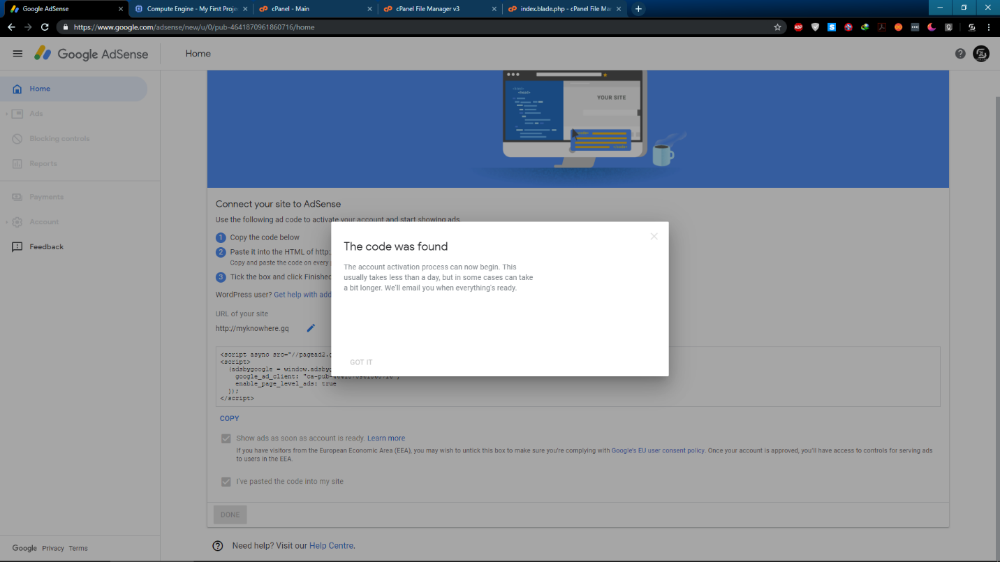 Google AdSense
Compute Engine - My First Proje
cPanel - Main
cPanel File Manager v3
index.blade.php - cPanel File Ma
https://www.google.com/adsense/new/u/0/pub-4641870961860716/home
ABP
Google AdSense
Home
Home
Ads
Blocking controls
Reports
Payments
Account
Feedback
YOUR SITE
Connect your site to AdSense
Use the following ad code to activate your account and start showing ads.
1 Copy the code below
2 Paste it into the HTML of http:
Copy and paste the code on every
3 Tick the box and click Finished
WordPress user? Get help with add
URL of your site
http://myknowhere.gq
The code was found
The account activation process can now begin. This
usually takes less than a day, but in some cases can take
a bit longer. We'll email you when everything's ready.
GOT IT
<script async src="//pagead2.g
<script>
(adsbygoogle = window.adsbyg
google_ad_client:
enable_page_level_ads: true
});
</script>
COPY
Show ads as soon as account is ready. Learn more
If you have visitors from the European Economic Area (EEA), you may wish to untick this box to make sure you're complying with Google's EU user consent policy. Once your account is approved, you'll have access to controls for serving ads
to users in the EEA.
I've pasted the code into my site
DONE
Need help? Visit our Help Centre.
Google Privacy Terms